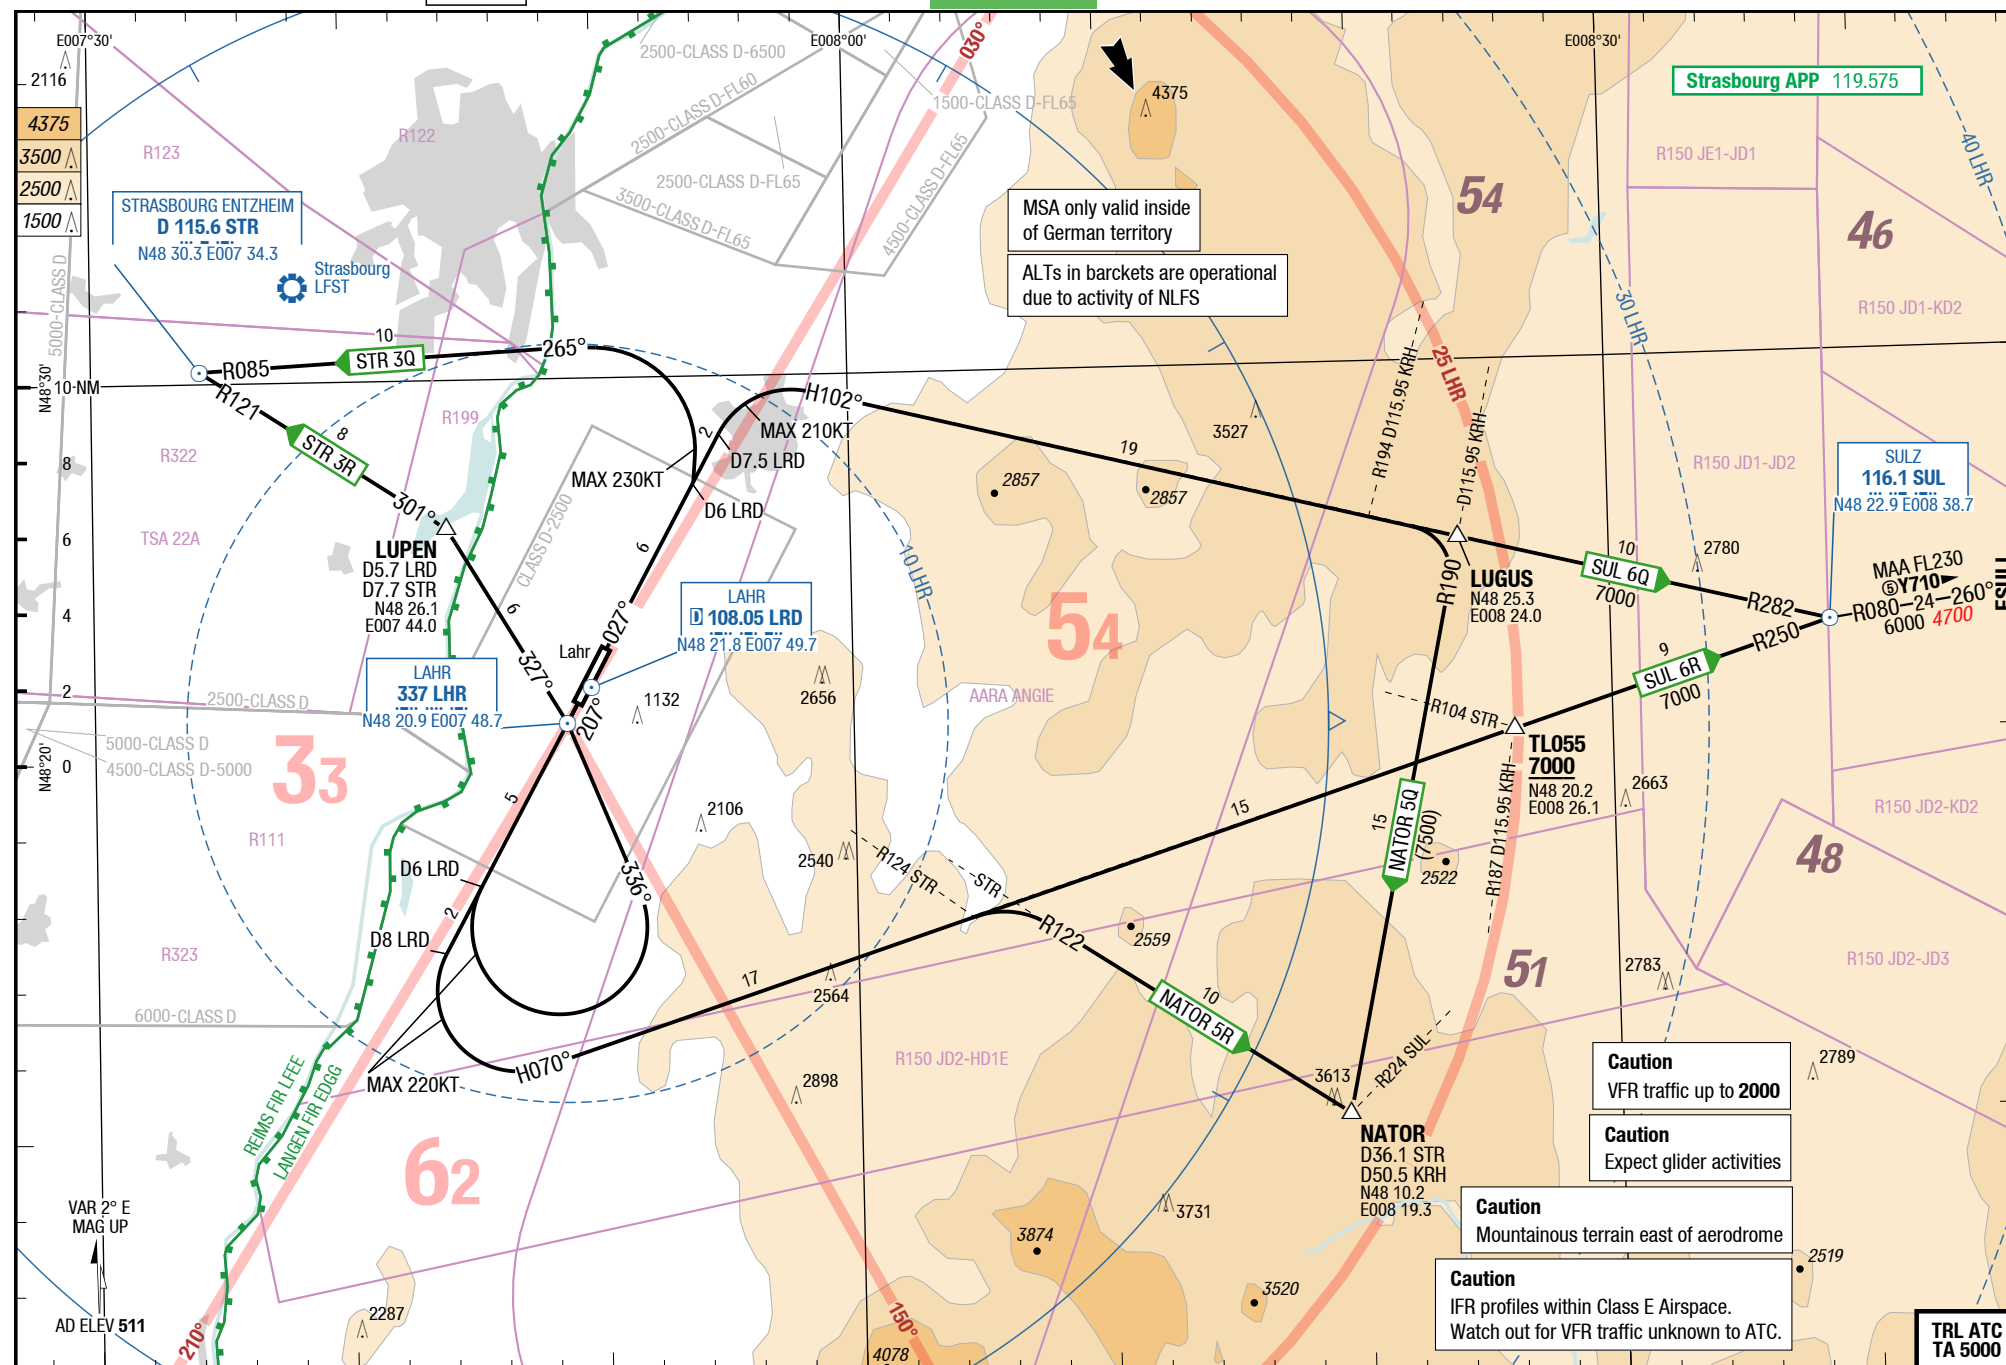 E007°30'
E008°00'
E008°30'
2116
4375
3500
2500
1500
5000-CLASS D
R123
R122
2500-CLASS D-6500
2500-CLASS D-FL60
1500-CLASS D-FL65
2500-CLASS D-FL65
3500-CLASS D-FL65
4500-CLASS D-FL65
030°
4375
Strasbourg APP 119.575
40 LHR
R150 JE1-JD1
54
46
STRASBOURG ENTZHEIM
D 115.6 STR
N48 30.3 E007 34.3
Strasbourg
LFST
MSA only valid inside
of German territory
ALTs in barckets are operational
due to activity of NLFS
30 LHR
R150 JD1-KD2
N48°30'
10 NM
8
6
4
2
0
N48°20'
R085
10
STR 3Q
265°
R121
8
STR 3R
301°
R199
R322
TSA 22A
H102°
MAX 210KT
2
D7.5 LRD
MAX 230KT
D6 LRD
CLASS D-2500
6
10 LHR
19
2857
2857
3527
R194 D115.95 KRH
25 LHR
D115.95 KRH
R150 JD1-JD2
SULZ
116.1 SUL
N48 22.9 E008 38.7
LUPEN
D5.7 LRD
D7.7 STR
N48 26.1
E007 44.0
6
327°
027°
Lahr
LAHR
D 108.05 LRD
N48 21.8 E007 49.7
LAHR
337 LHR
N48 20.9 E007 48.7
207°
1132
2656
54
AARA ANGIE
R190
LUGUS
N48 25.3
E008 24.0
10
SUL 6Q
7000
2780
R282
MAA FL230
⑤Y710
R080-24-260°
6000 4700
ESULI
R250
9
SUL 6R
7000
R104 STR
TL055
7000
N48 20.2
E008 26.1
2500-CLASS D
5000-CLASS D
4500-CLASS D-5000
33
R111
5
2106
2540
R124 STR
STR
15
15
NATOR 5Q
(7500)
2522
R187 D115.95 KRH
2663
R150 JD2-KD2
48
D6 LRD
336°
2
D8 LRD
R323
6000-CLASS D
17
2564
R122
2559
10
NATOR 5R
51
2783
R150 JD2-JD3
H070°
MAX 220KT
2898
R150 JD2-HD1E
3613
R224 SUL
NATOR
D36.1 STR
D50.5 KRH
N48 10.2
E008 19.3
REIMS FIR LFEE
LANGEN FIR EDGG
62
Caution
VFR traffic up to 2000
2789
Caution
Expect glider activities
Caution
Mountainous terrain east of aerodrome
Caution
IFR profiles within Class E Airspace.
Watch out for VFR traffic unknown to ATC.
VAR 2° E
MAG UP
AD ELEV 511
210°
2287
150°
4078
3874
3731
3520
2519
TRL ATC
TA 5000